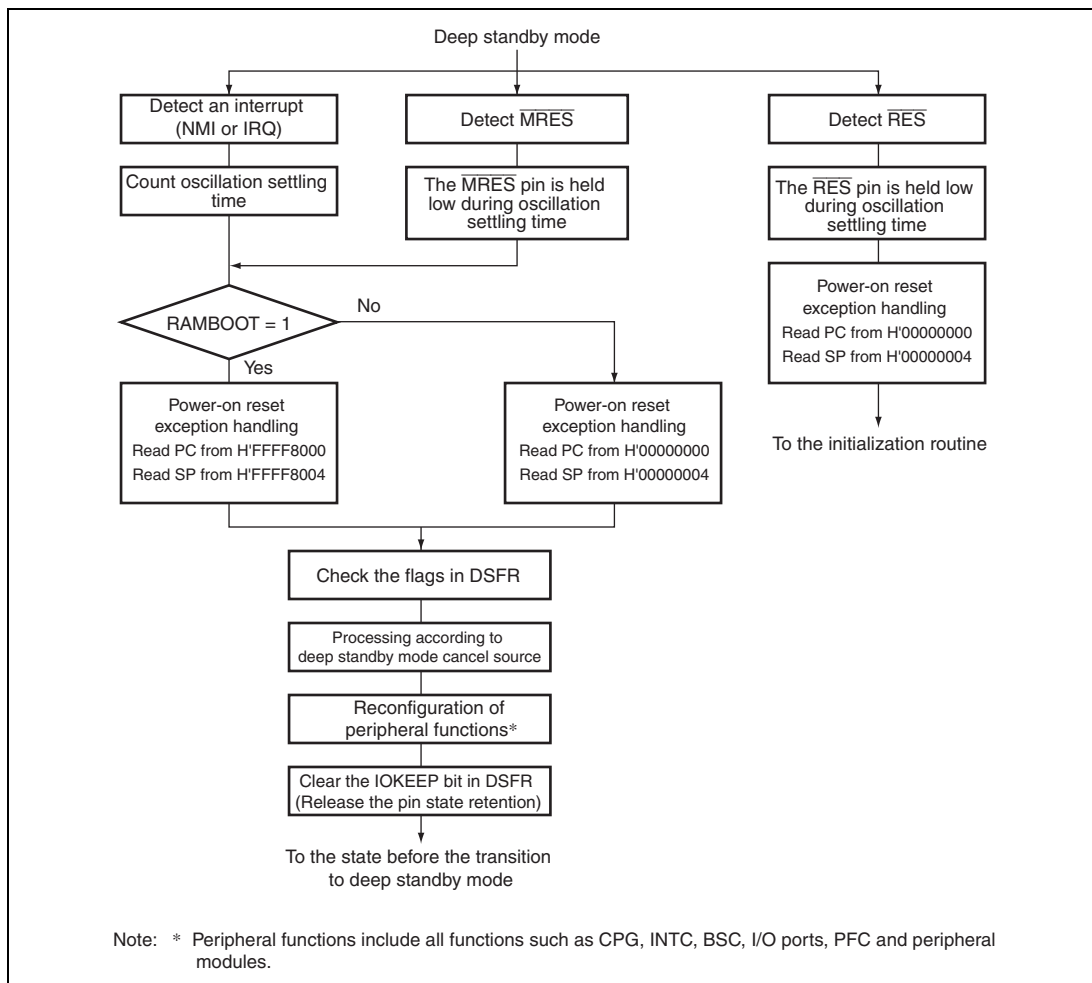 Deep standby mode
Detect an interrupt
(NMI or IRQ)
Count oscillation settling
time
Detect M̅R̅E̅S̅
The M̅R̅E̅S̅ pin is held
low during oscillation
settling time
Detect R̅E̅S̅
The R̅E̅S̅ pin is held low
during oscillation
settling time
Power-on reset
exception handling
Read PC from H'00000000
Read SP from H'00000004
To the initialization routine
RAMBOOT = 1
No
Yes
Power-on reset
exception handling
Read PC from H'FFFF8000
Read SP from H'FFFF8004
Power-on reset
exception handling
Read PC from H'00000000
Read SP from H'00000004
Check the flags in DSFR
Processing according to
deep standby mode cancel source
Reconfiguration of
peripheral functions*
Clear the IOKEEP bit in DSFR
(Release the pin state retention)
To the state before the transition
to deep standby mode
Note: * Peripheral functions include all functions such as CPG, INTC, BSC, I/O ports, PFC and peripheral
modules.